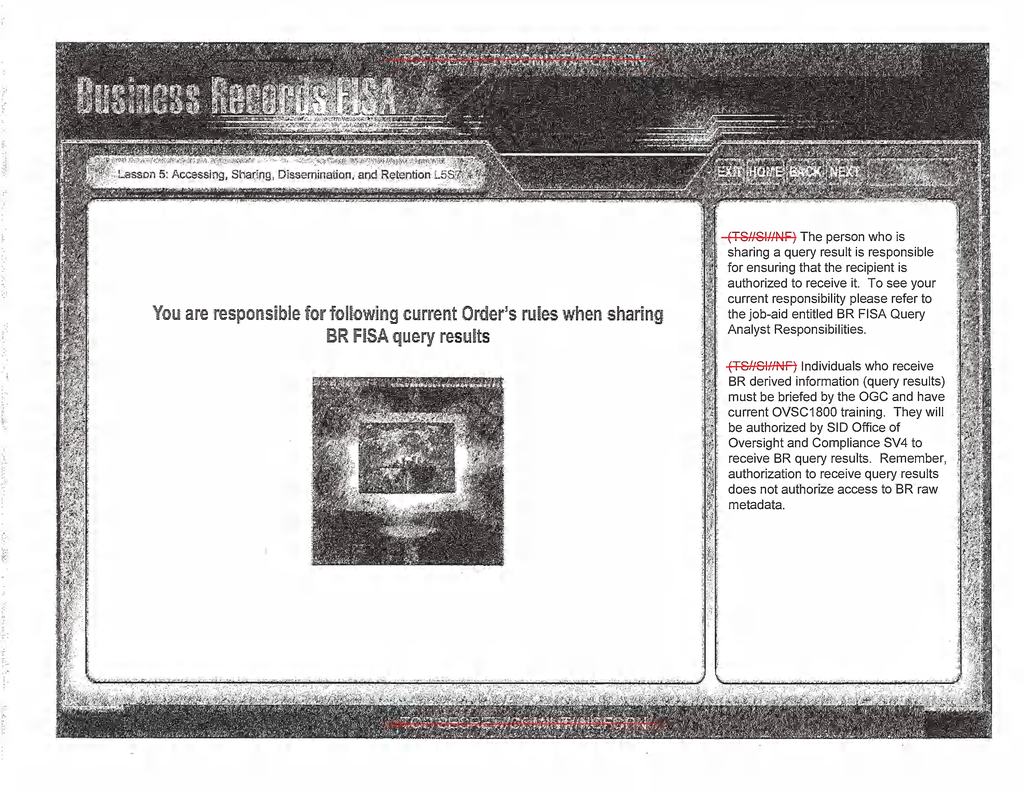 TOP SECRET//COMINT//NOFORN
Business Records FISA
Lesson 5: Accessing, Sharing, Dissemination, and Retention L5S7
EXIT HOME BACK NEXT
You are responsible for following current Order's rules when sharing
BR FISA query results
(TS//SI//NF) The person who is
sharing a query result is responsible
for ensuring that the recipient is
authorized to receive it. To see your
current responsibility please refer to
the job-aid entitled BR FISA Query
Analyst Responsibilities.
(TS//SI//NF) Individuals who receive
BR derived information (query results)
must be briefed by the OGC and have
current OVSC1800 training. They will
be authorized by SID Office of
Oversight and Compliance SV4 to
receive BR query results. Remember,
authorization to receive query results
does not authorize access to BR raw
metadata.
TOP SECRET//COMINT//NOFORN